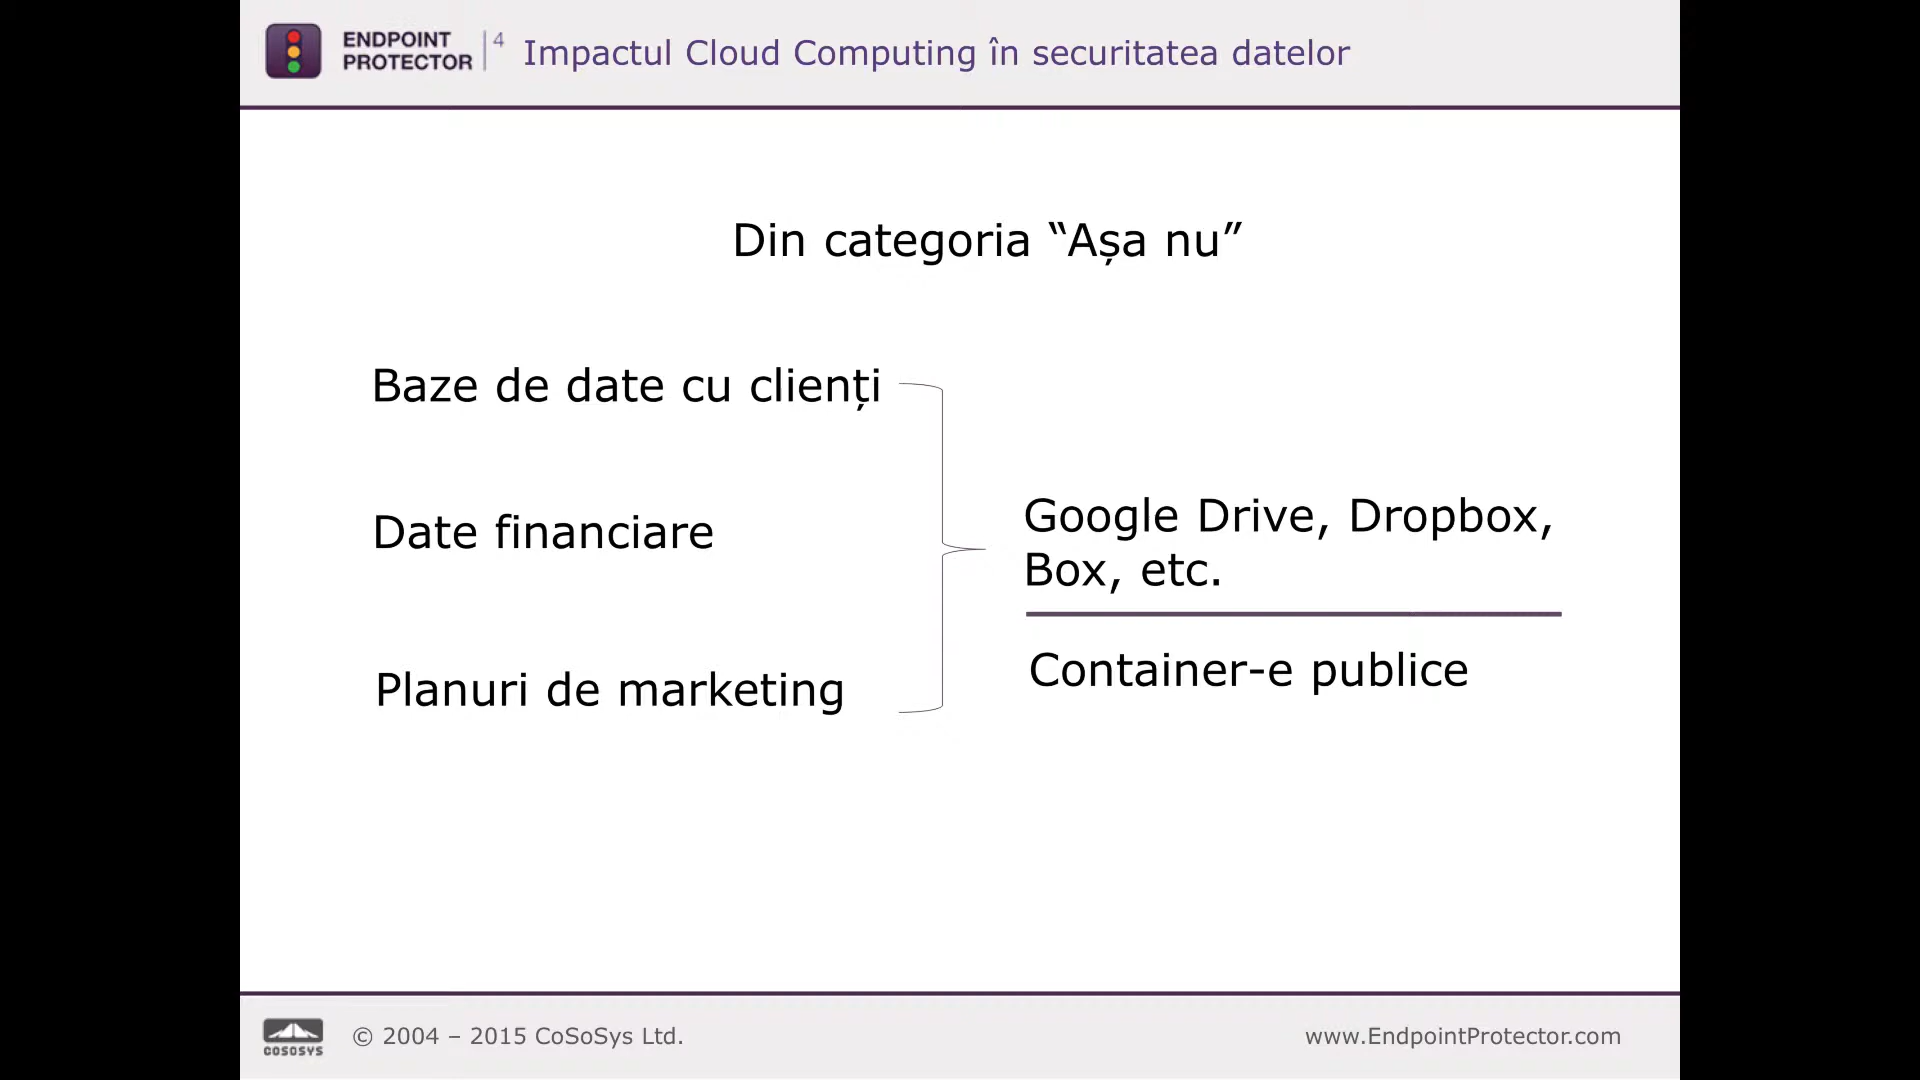 ENDPOINT
PROTECTOR 4
Impactul Cloud Computing în securitatea datelor
Din categoria “Așa nu”
Baze de date cu clienți
Date financiare
Planuri de marketing
Google Drive, Dropbox,
Box, etc.
Container-e publice
COSOSYS
© 2004 – 2015 CoSoSys Ltd.
www.EndpointProtector.com